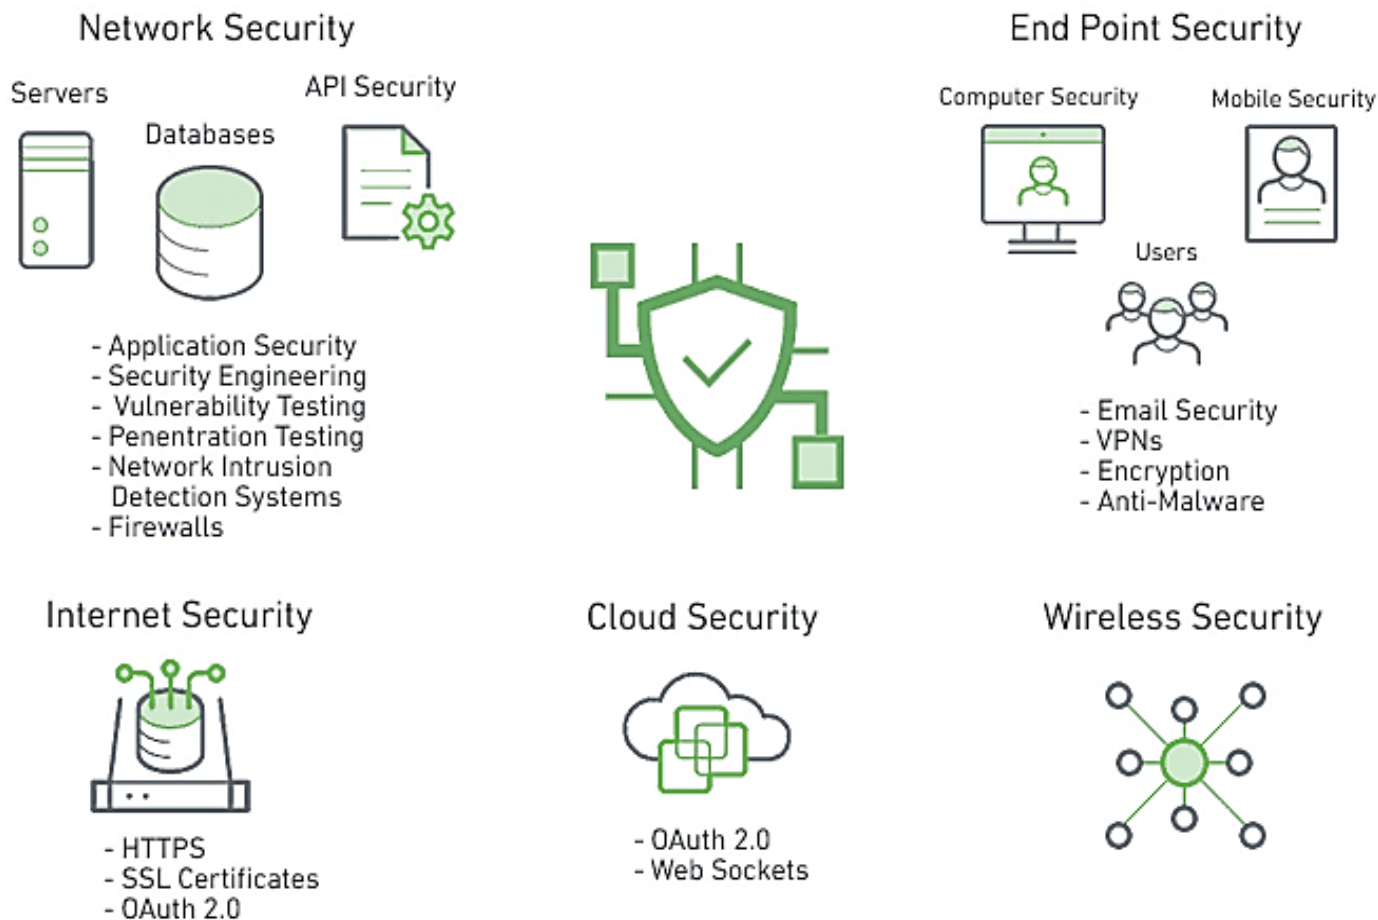 Network Security
Servers
Databases
API Security
- Application Security
- Security Engineering
- Vulnerability Testing
- Penentration Testing
- Network Intrusion
Detection Systems
- Firewalls
End Point Security
Computer Security
Mobile Security
Users
- Email Security
- VPNs
- Encryption
- Anti-Malware
Internet Security
- HTTPS
- SSL Certificates
- OAuth 2.0
Cloud Security
- OAuth 2.0
- Web Sockets
Wireless Security